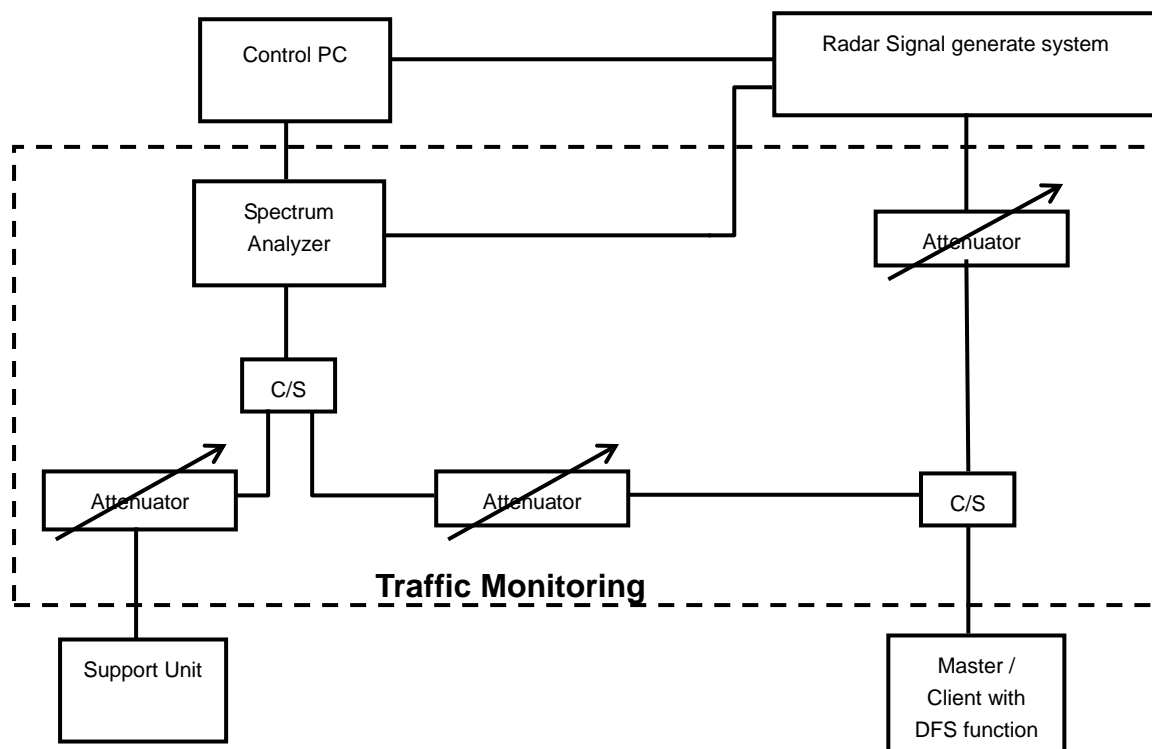 Control PC
Radar Signal generate system
Spectrum
Analyzer
Attenuator
C/S
Attenuator
Attenuator
C/S
Traffic Monitoring
Support Unit
Master /
Client with
DFS function